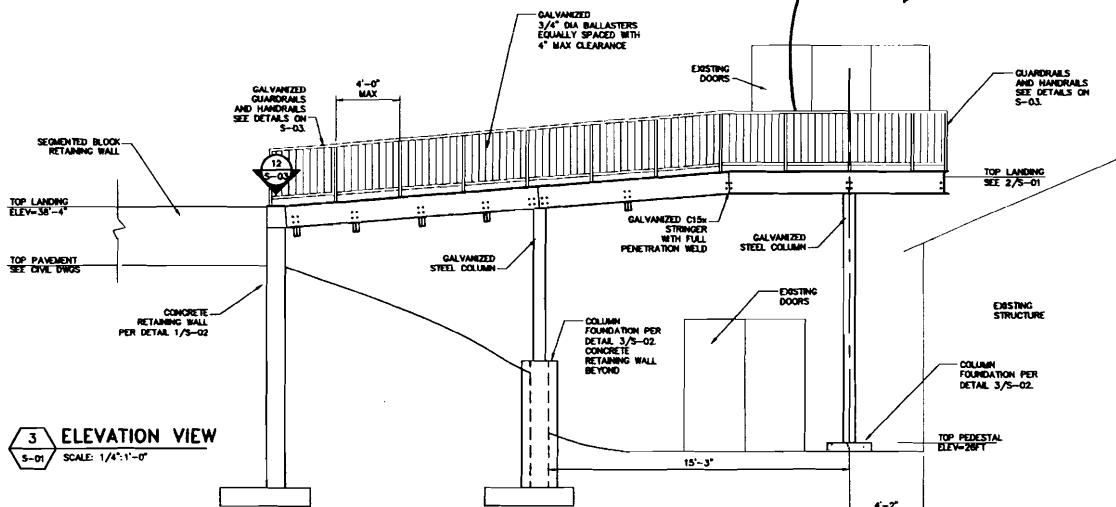 GALVANIZED
3/4" DIA BALLASTERS
EQUALLY SPACED WITH
4" MAX CLEARANCE
EXISTING
DOORS
GUARDRAILS
AND HANDRAILS
SEE DETAILS ON
S-03.
4'-0"
MAX
GALVANIZED
GUARDRAILS
AND HANDRAILS
SEE DETAILS ON
S-03.
SEGMENTED BLOCK
RETAINING WALL
12
S-03
TOP LANDING
ELEV=38'-4"
TOP LANDING
SEE 2/S-01
GALVANIZED C15x
STRINGER
WITH FULL
PENETRATION WELD
GALVANIZED
STEEL COLUMN
GALVANIZED
STEEL COLUMN
TOP PAVEMENT
SEE CIVIL DWGS
CONCRETE
RETAINING WALL
PER DETAIL 1/S-02
COLUMN
FOUNDATION PER
DETAIL 3/S-02.
CONCRETE
RETAINING WALL
BEYOND
EXISTING
DOORS
EXISTING
STRUCTURE
COLUMN
FOUNDATION PER
DETAIL 3/S-02.
TOP PEDESTAL
ELEV=26FT
3
S-01
ELEVATION VIEW
SCALE: 1/4":1'-0"
15'-3"
4'-2"